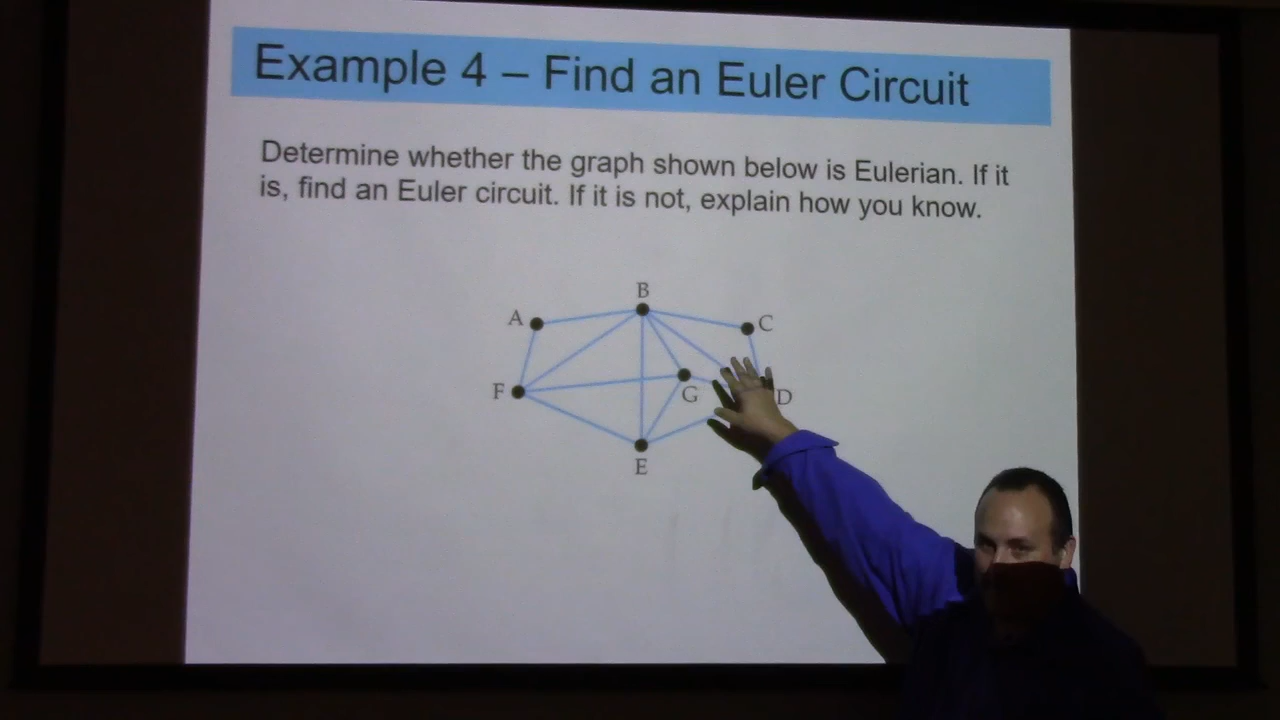 Example 4 – Find an Euler Circuit
Determine whether the graph shown below is Eulerian. If it
is, find an Euler circuit. If it is not, explain how you know.
B
A
C
F
G
D
E